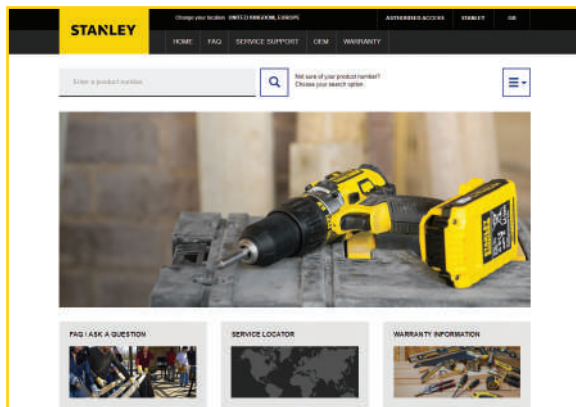 STANLEY
Change your location UNITED KINGDOM, EUROPE
AUTHORISED ACCESS STANLEY GB
HOME FAQ SERVICE SUPPORT OEM WARRANTY
Enter a product number
Not sure of your product number?
Choose your search option.
STANLEY
FAQ / ASK A QUESTION
SERVICE LOCATOR
WARRANTY INFORMATION